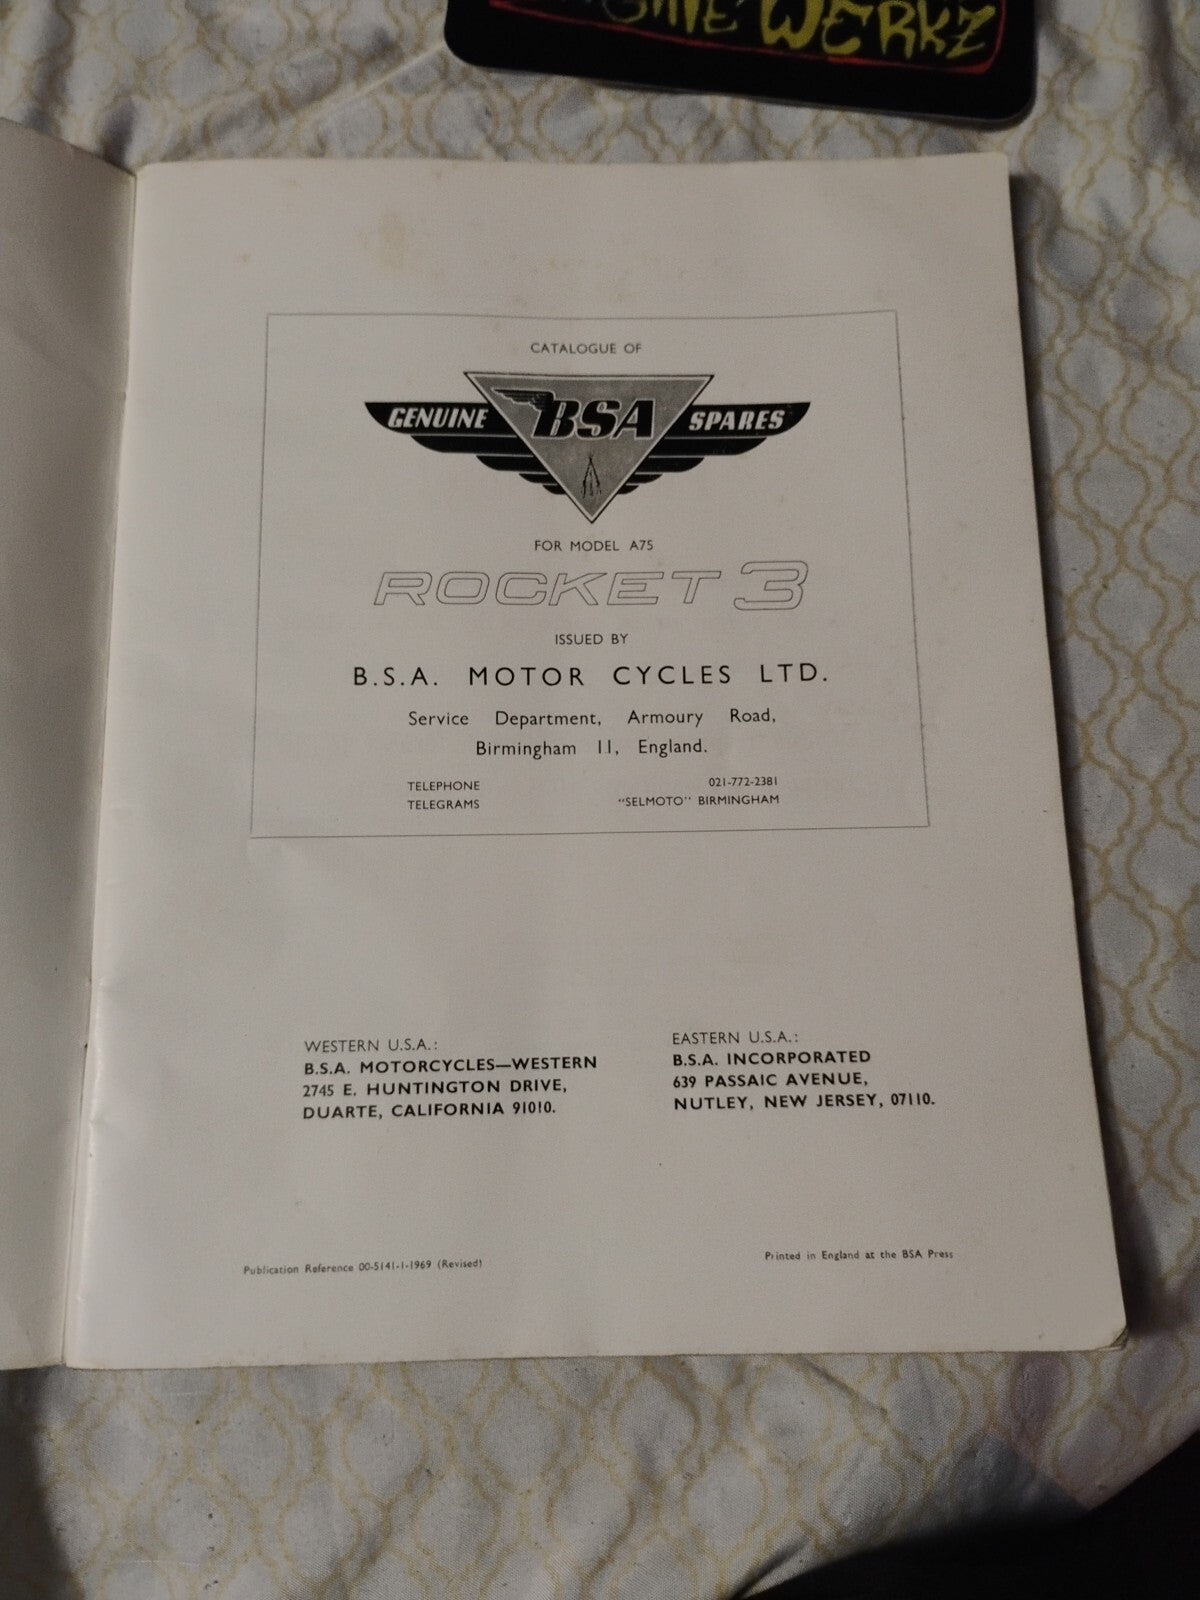 WERKZ
CATALOGUE OF
GENUINE BSA SPARES
FOR MODEL A75
ROCKET 3
ISSUED BY
B.S.A. MOTOR CYCLES LTD.
Service Department, Armoury Road,
Birmingham 11, England.
TELEPHONE 021-772-2381
TELEGRAMS "SELMOTO" BIRMINGHAM
WESTERN U.S.A.:
B.S.A. MOTORCYCLES—WESTERN
2745 E. HUNTINGTON DRIVE,
DUARTE, CALIFORNIA 91010.
EASTERN U.S.A.:
B.S.A. INCORPORATED
639 PASSAIC AVENUE,
NUTLEY, NEW JERSEY, 07110.
Publication Reference 00-5141-1-1969 (Revised)
Printed in England at the BSA Press